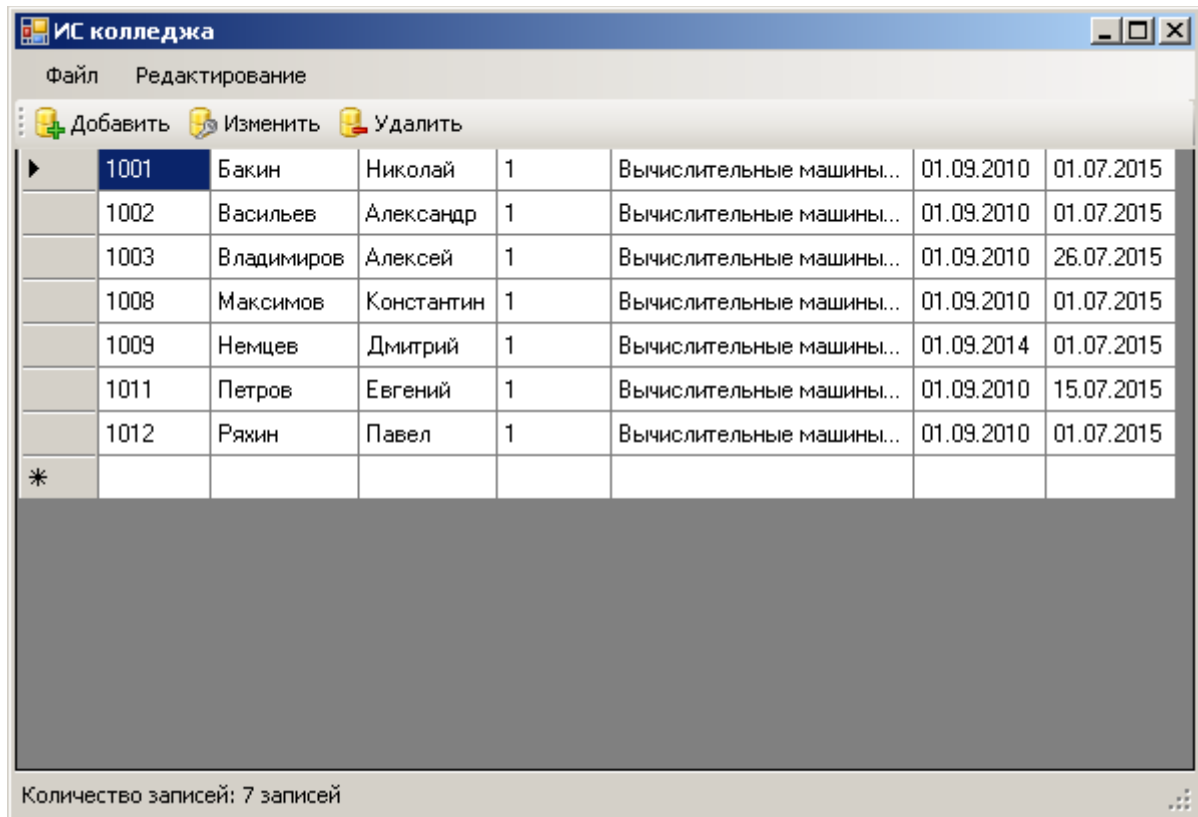 ИС колледжа
Файл Редактирование
Добавить Изменить Удалить
1001 Бакин Николай 1 Вычислительные машины... 01.09.2010 01.07.2015
1002 Васильев Александр 1 Вычислительные машины... 01.09.2010 01.07.2015
1003 Владимиров Алексей 1 Вычислительные машины... 01.09.2010 26.07.2015
1008 Максимов Константин 1 Вычислительные машины... 01.09.2010 01.07.2015
1009 Немцев Дмитрий 1 Вычислительные машины... 01.09.2014 01.07.2015
1011 Петров Евгений 1 Вычислительные машины... 01.09.2010 15.07.2015
1012 Ряхин Павел 1 Вычислительные машины... 01.09.2010 01.07.2015
Количество записей: 7 записей